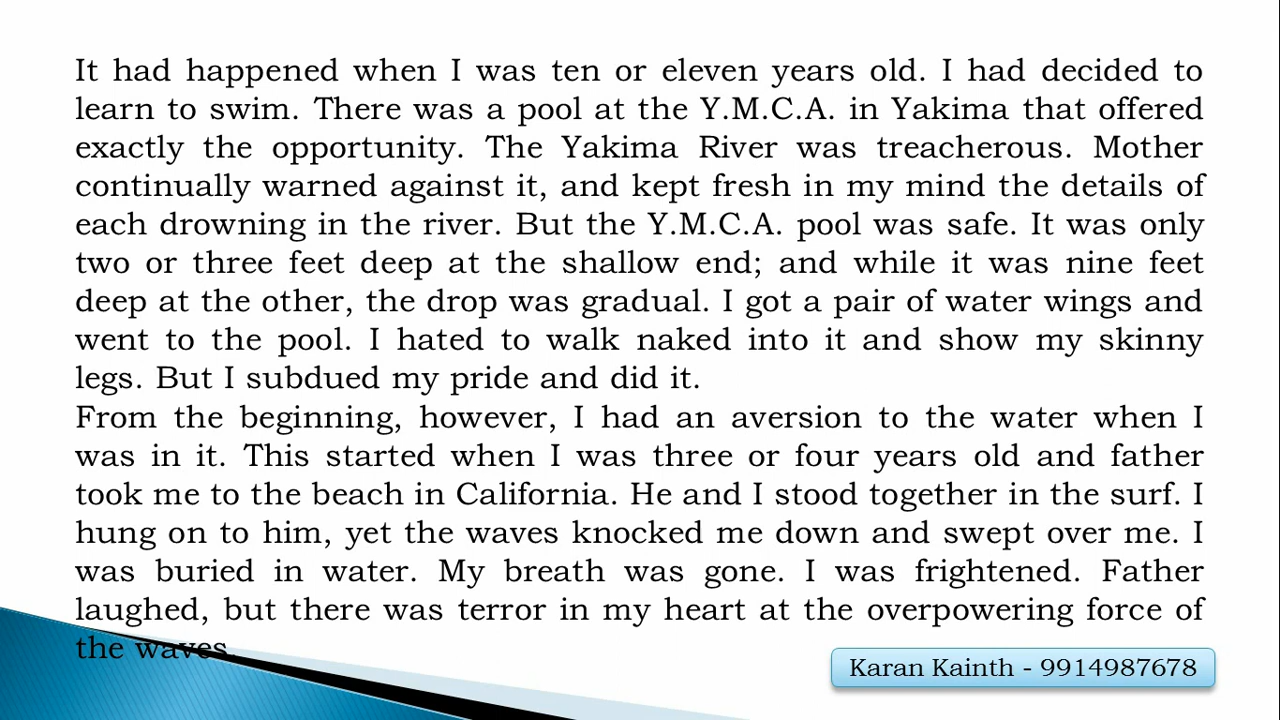 It had happened when I was ten or eleven years old. I had decided to
learn to swim. There was a pool at the Y.M.C.A. in Yakima that offered
exactly the opportunity. The Yakima River was treacherous. Mother
continually warned against it, and kept fresh in my mind the details of
each drowning in the river. But the Y.M.C.A. pool was safe. It was only
two or three feet deep at the shallow end; and while it was nine feet
deep at the other, the drop was gradual. I got a pair of water wings and
went to the pool. I hated to walk naked into it and show my skinny
legs. But I subdued my pride and did it.
From the beginning, however, I had an aversion to the water when I
was in it. This started when I was three or four years old and father
took me to the beach in California. He and I stood together in the surf. I
hung on to him, yet the waves knocked me down and swept over me. I
was buried in water. My breath was gone. I was frightened. Father
laughed, but there was terror in my heart at the overpowering force of
the waves.
Karan Kainth - 9914987678